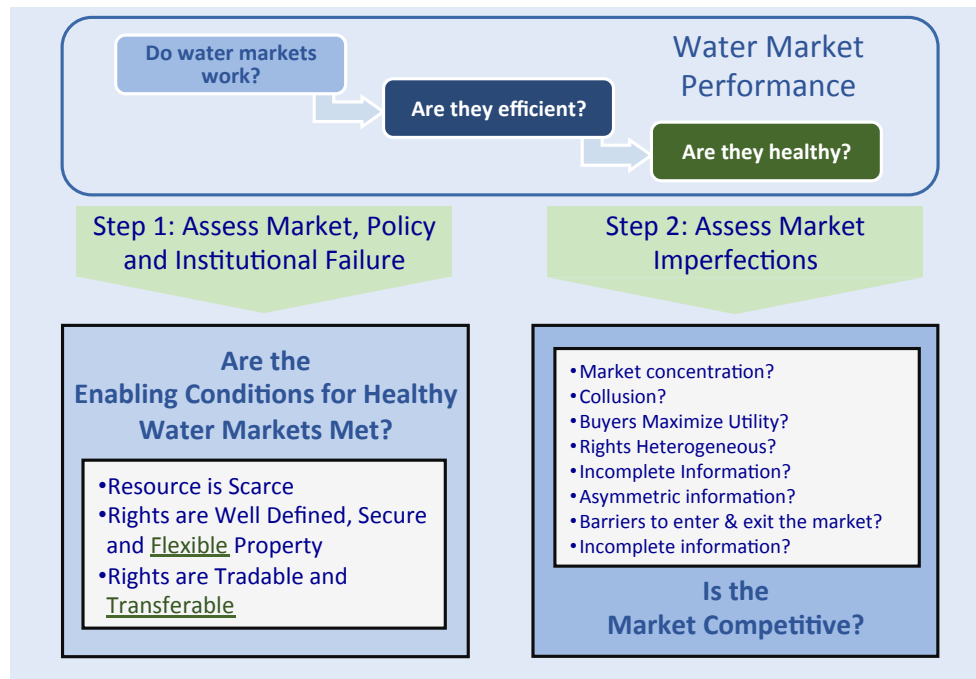 Do water markets
work?
Water Market
Performance
Are they efficient?
Are they healthy?
Step 1: Assess Market, Policy
and Institutional Failure
Are the
Enabling Conditions for Healthy
Water Markets Met?
•Resource is Scarce
•Rights are Well Defined, Secure
and Flexible Property
•Rights are Tradable and
Transferable
Step 2: Assess Market
Imperfections
•Market concentration?
•Collusion?
•Buyers Maximize Utility?
•Rights Heterogeneous?
•Incomplete Information?
•Asymmetric information?
•Barriers to enter & exit the market?
•Incomplete information?
Is the
Market Competitive?